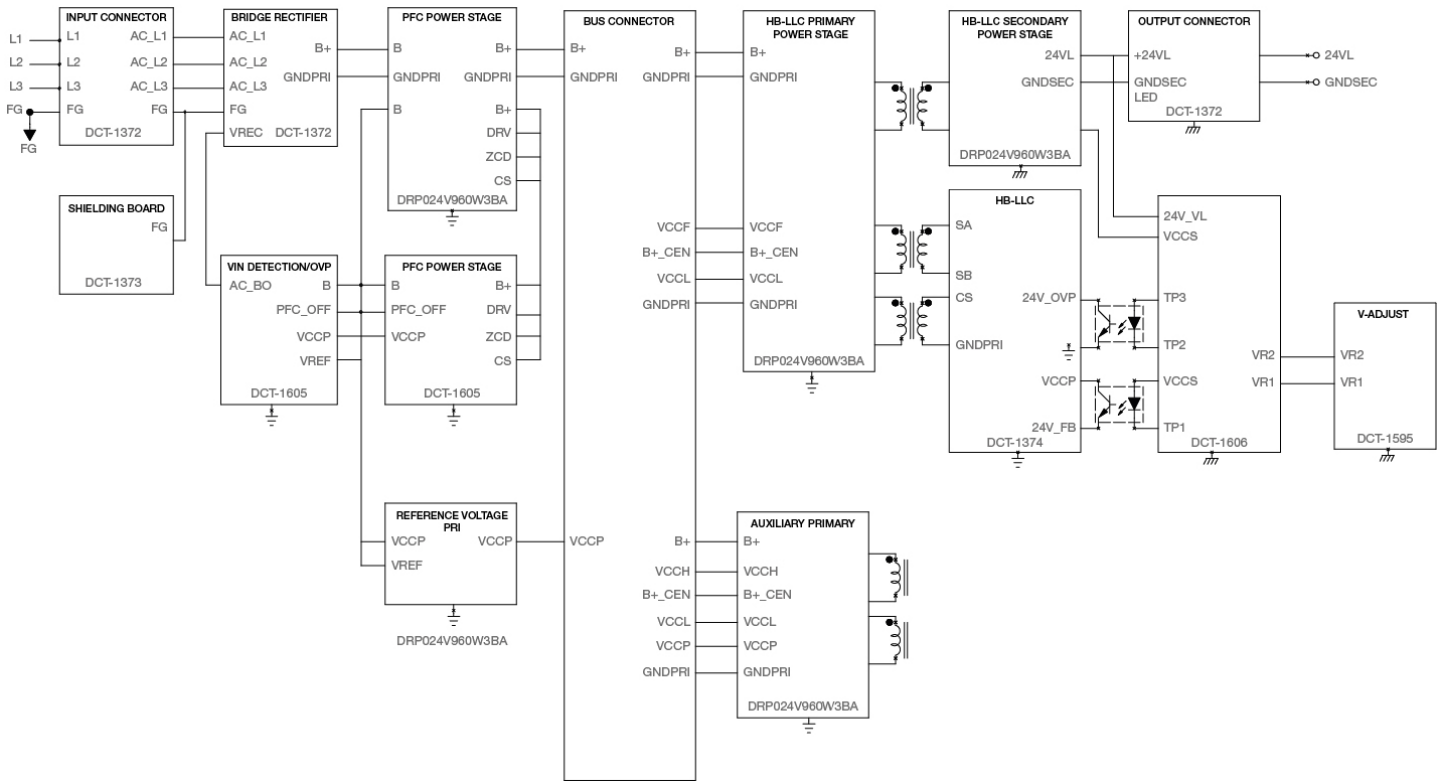 INPUT CONNECTOR
L1
L1
AC_L1
L2
L2
AC_L2
L3
L3
AC_L3
FG
FG
FG
DCT-1372
FG
BRIDGE RECTIFIER
AC_L1
B+
AC_L2
GNDPRI
AC_L3
FG
VREC
DCT-1372
PFC POWER STAGE
B
B+
GNDPRI
GNDPRI
B
B+
DRV
ZCD
CS
DRP024V960W3BA
SHIELDING BOARD
FG
DCT-1373
VIN DETECTION/OVP
AC_BO
B
PFC_OFF
VCCP
VREF
DCT-1605
PFC POWER STAGE
B
B+
PFC_OFF
DRV
VCCP
ZCD
CS
DCT-1605
REFERENCE VOLTAGE
PRI
VCCP
VCCP
VREF
DRP024V960W3BA
BUS CONNECTOR
B+
B+
GNDPRI
GNDPRI
VCCF
B+_CEN
VCCL
GNDPRI
VCCP
B+
VCCH
B+_CEN
VCCL
VCCP
GNDPRI
HB-LLC PRIMARY
POWER STAGE
B+
GNDPRI
VCCF
B+_CEN
VCCL
GNDPRI
DRP024V960W3BA
AUXILIARY PRIMARY
B+
VCCH
B+_CEN
VCCL
VCCP
GNDPRI
DRP024V960W3BA
HB-LLC SECONDARY
POWER STAGE
24VL
GNDSEC
DRP024V960W3BA
HB-LLC
SA
SB
CS
24V_OVP
GNDPRI
VCCP
24V_FB
DCT-1374
OUTPUT CONNECTOR
+24VL
GNDSEC
LED
DCT-1372
24VL
GNDSEC
24V_VL
VCCS
TP3
TP2
VR2
VCCS
VR1
TP1
DCT-1606
V-ADJUST
VR2
VR1
DCT-1595